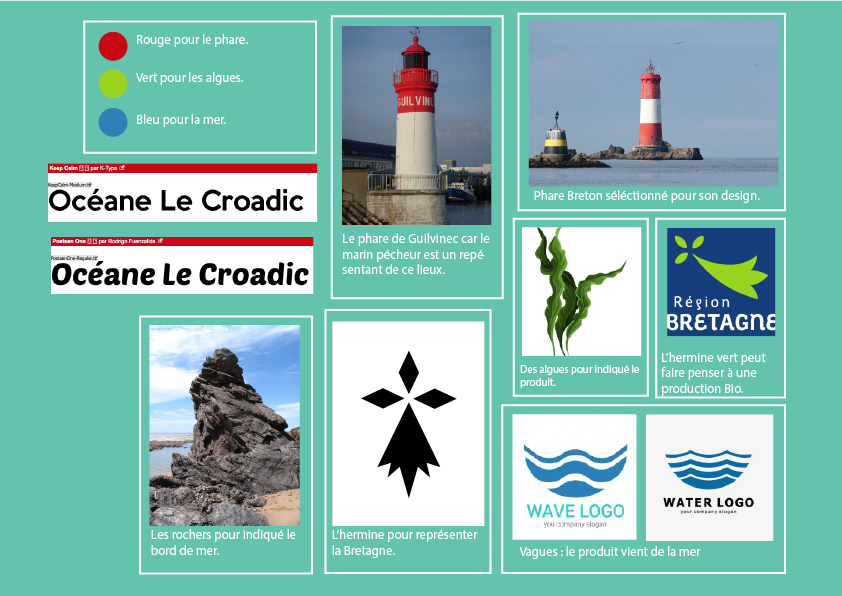 Rouge pour le phare.
Vert pour les algues.
Bleu pour la mer.
Keep Calm par K-Type
KeepCalm-Medium.ttf
Océane Le Croadic
Poetsen One par Rodrigo Fuenzalida
PoetsenOne-Regular.ttf
Océane Le Croadic
GUILVINEC
Le phare de Guilvinec car le
marin pécheur est un repé
sentant de ce lieux.
Phare Breton séléctionné pour son design.
Des algues pour indiqué le
produit.
Région
BRETAGNE
L'hermine vert peut
faire penser à une
production Bio.
Les rochers pour indiqué le
bord de mer.
L'hermine pour représenter
la Bretagne.
WAVE LOGO
you company slogan
WATER LOGO
your company slogan
Vagues : le produit vient de la mer